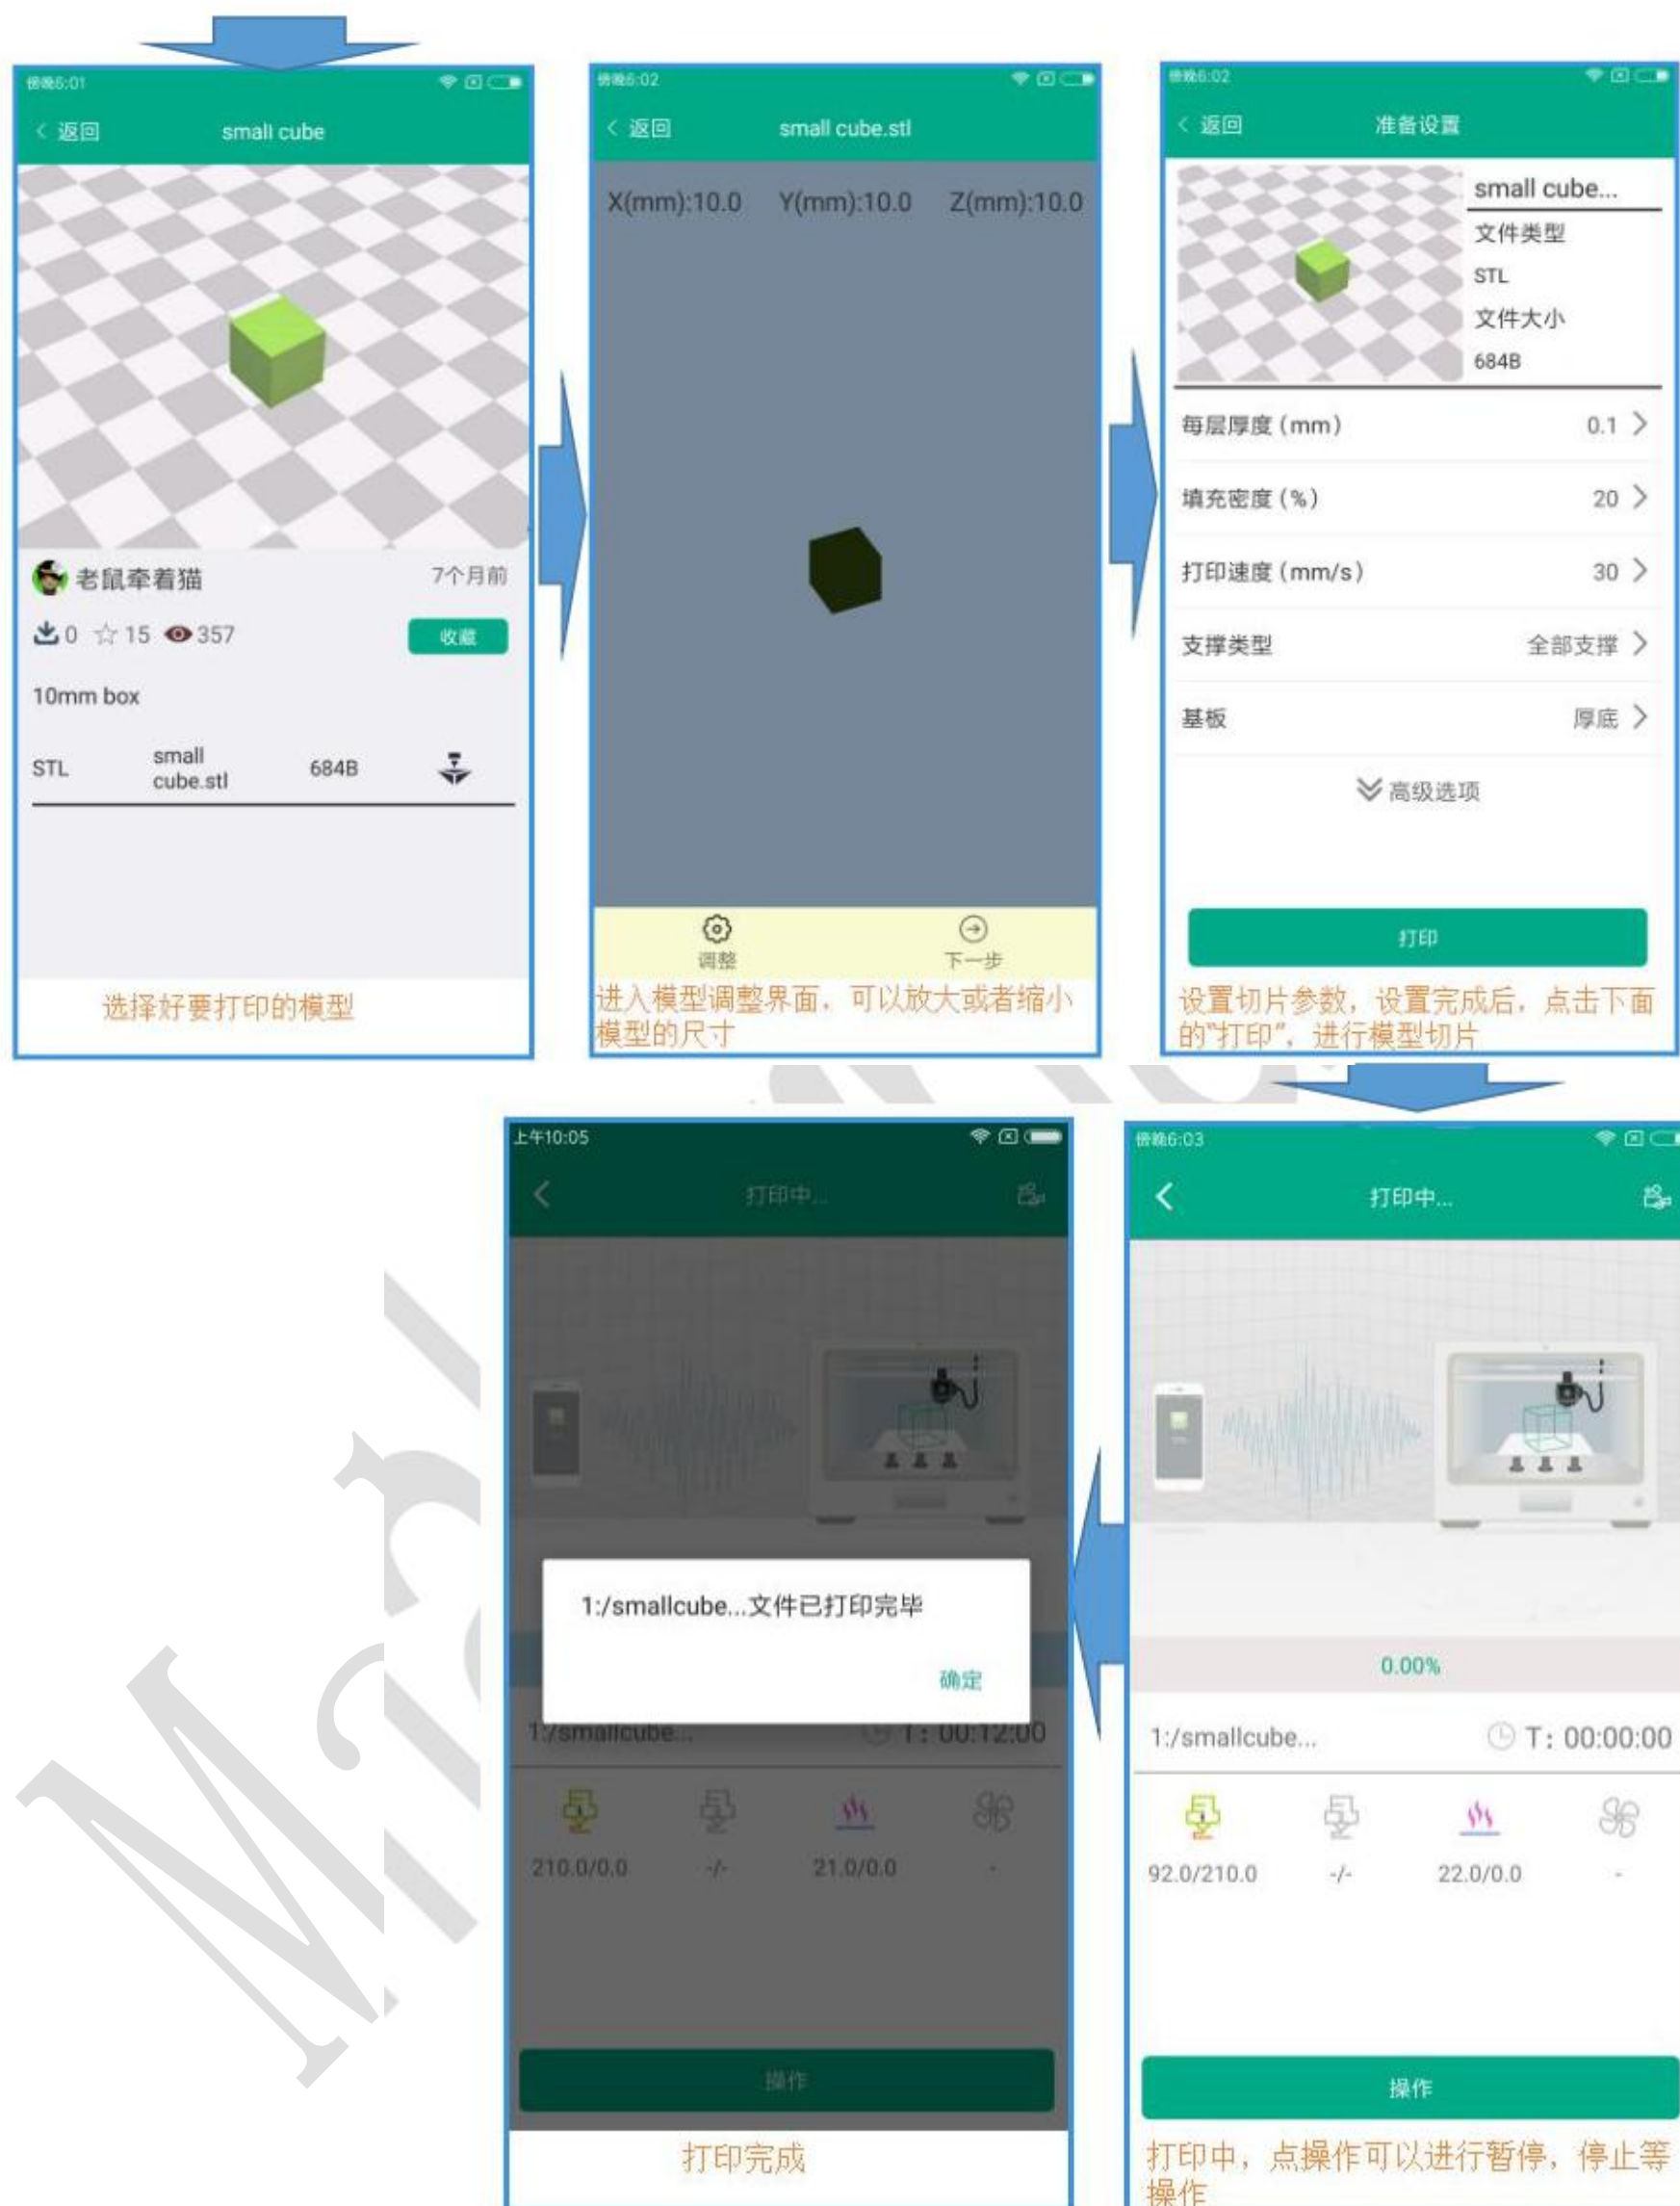 傍晚6:01
返回 small cube
老鼠牵着猫 7个月前
0 15 357 收藏
10mm box
STL small cube.stl 684B
选择好要打印的模型
傍晚6:02
返回 small cube.stl
X(mm):10.0 Y(mm):10.0 Z(mm):10.0
调整 下一步
进入模型调整界面，可以放大或者缩小
模型的尺寸
傍晚6:02
返回 准备设置
small cube...
文件类型
STL
文件大小
684B
每层厚度(mm) 0.1
填充密度(%) 20
打印速度(mm/s) 30
支撑类型 全部支撑
基板 厚底
高级选项
打印
设置切片参数，设置完成后，点击下面
的“打印”，进行模型切片
傍晚6:03
打印中...
0.00%
1:/smallcube... T: 00:00:00
92.0/210.0 -/- 22.0/0.0 -
操作
打印中，点操作可以进行暂停，停止等
操作
上午10:05
打印中...
1:/smallcube...文件已打印完毕
确定
1:/smallcube... T: 00:12:00
210.0/0.0 -/- 21.0/0.0 -
操作
打印完成